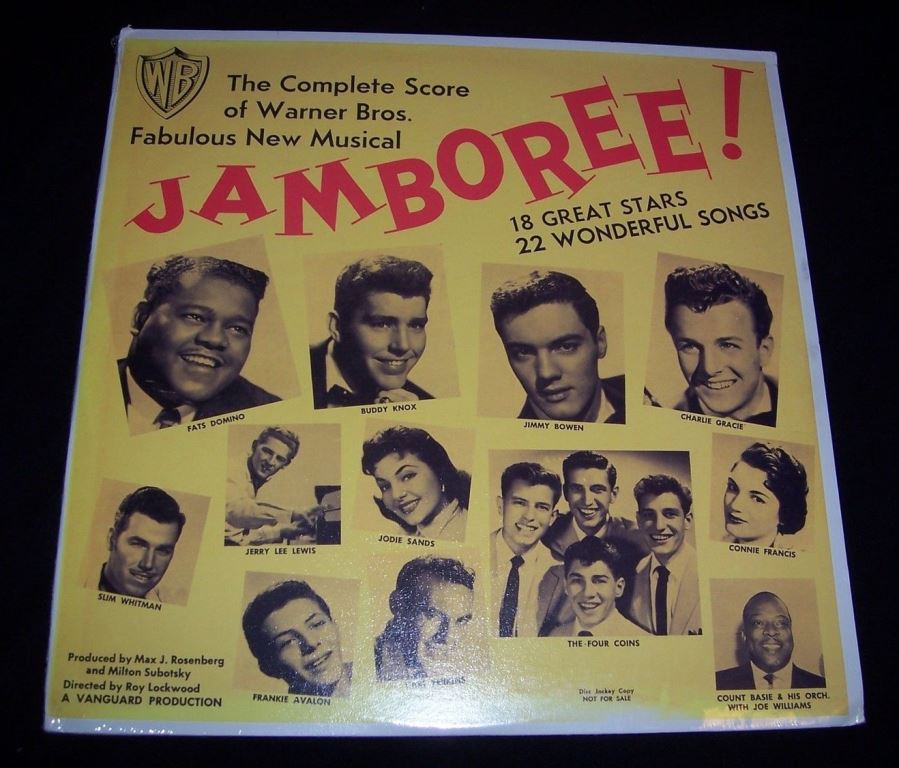 WB
The Complete Score
of Warner Bros.
Fabulous New Musical
JAMBOREE!
18 GREAT STARS
22 WONDERFUL SONGS
FATS DOMINO
BUDDY KNOX
JIMMY BOWEN
CHARLIE GRACIE
JERRY LEE LEWIS
JODIE SANDS
CONNIE FRANCIS
SLIM WHITMAN
THE FOUR COINS
FRANKIE AVALON
PERKINS
COUNT BASIE & HIS ORCH.
WITH JOE WILLIAMS
Produced by Max J. Rosenberg
and Milton Subotsky
Directed by Roy Lockwood
A VANGUARD PRODUCTION
Disc Jockey Copy
NOT FOR SALE